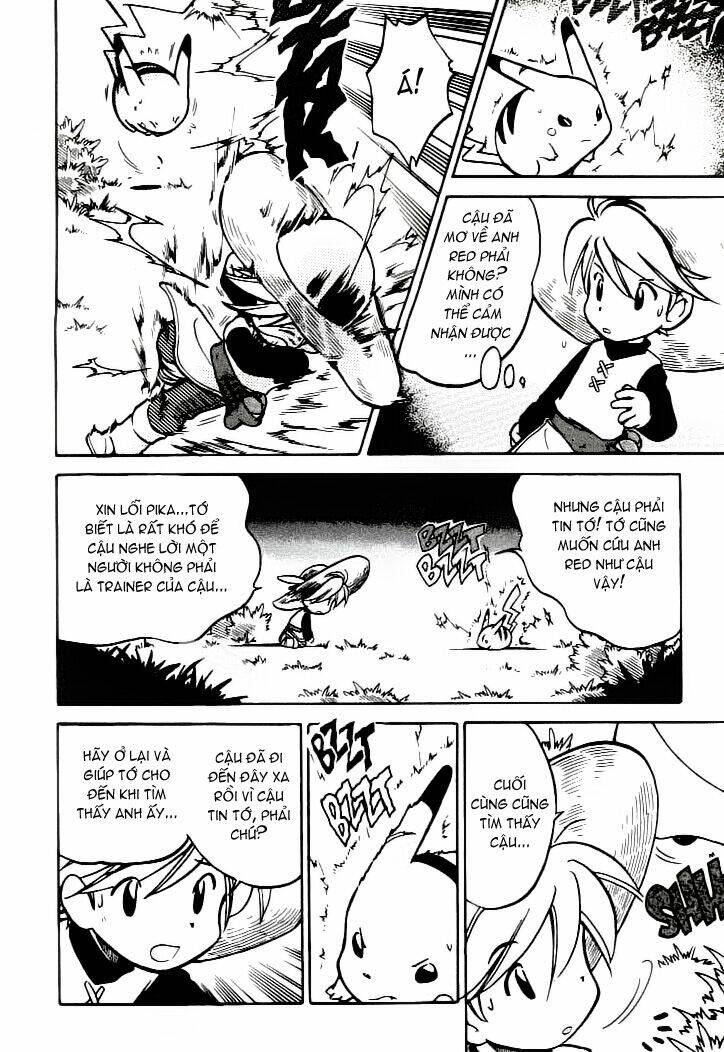 BZZT
CẬU ĐÃ
MƠ VỀ ANH
RED PHẢI
KHÔNG?
MÌNH CÓ
THỂ CẢM
NHẬN ĐƯỢC
...
Á!
NHƯNG CẬU PHẢI
TIN TỚ! TỚ CŨNG
MUỐN CỨU ANH
RED NHƯ CẬU
VẬY!
BZZT
BZZT
XIN LỖI PIKA...TỚ
BIẾT LÀ RẤT KHÓ ĐỂ
CẬU NGHE LỜI MỘT
NGƯỜI KHÔNG PHẢI
LÀ TRAINER CỦA CẬU...
CUỐI
CÙNG CŨNG
TÌM THẤY
CẬU...
BZZT
BZZT
CẬU ĐÃ ĐI
ĐẾN ĐÂY XA
RỒI VÌ CẬU
TIN TỚ, PHẢI
CHỨ?
HÃY Ở LẠI VÀ
GIÚP TỚ CHO
ĐẾN KHI TÌM
THẤY ANH ẤY...